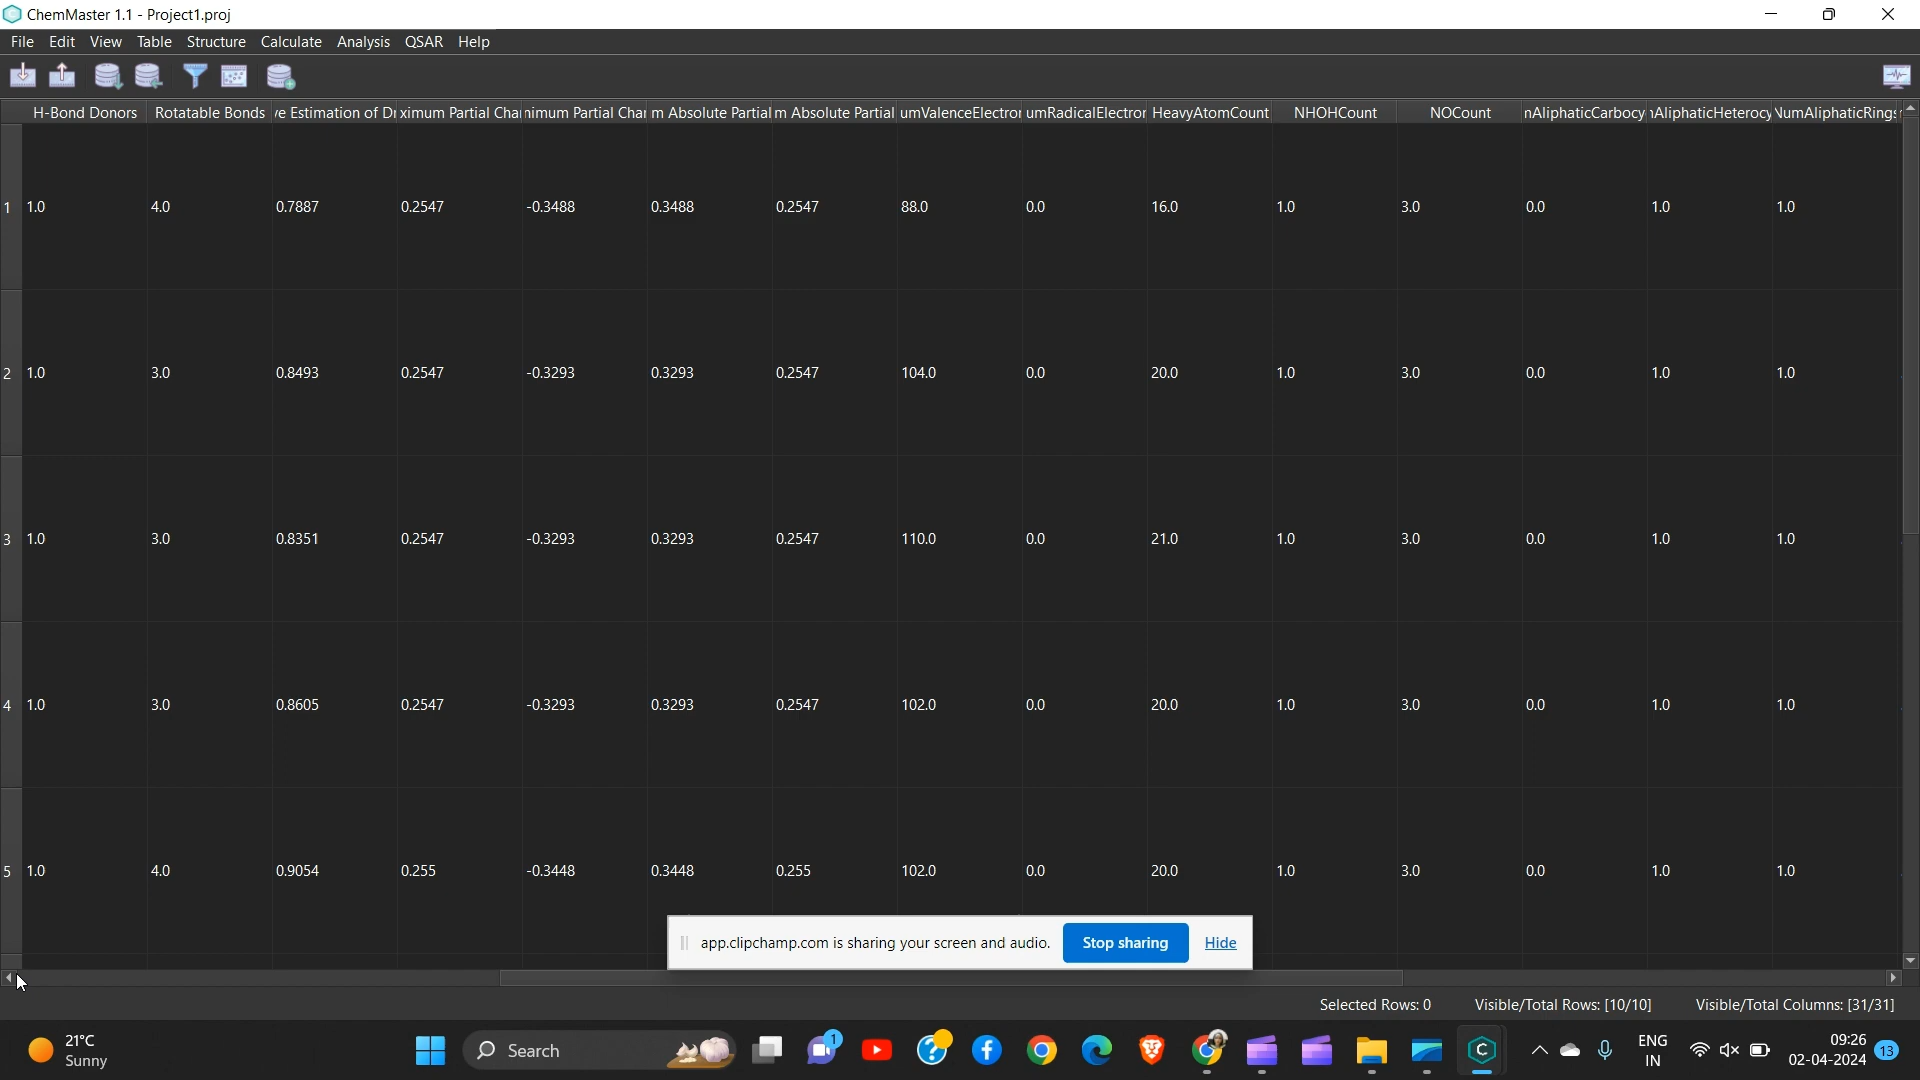 ChemMaster 1.1 - Project1.proj
File Edit View Table Structure Calculate Analysis QSAR Help
H-Bond Donors Rotatable Bonds /e Estimation of Dr ximum Partial Char nimum Partial Char m Absolute Partial m Absolute Partial umValenceElectror umRadicalElectror HeavyAtomCount NHOHCount NOCount nAliphaticCarbocy nAliphaticHeterocy NumAliphaticRings
1 1.0 4.0 0.7887 0.2547 -0.3488 0.3488 0.2547 88.0 0.0 16.0 1.0 3.0 0.0 1.0 1.0
2 1.0 3.0 0.8493 0.2547 -0.3293 0.3293 0.2547 104.0 0.0 20.0 1.0 3.0 0.0 1.0 1.0
3 1.0 3.0 0.8351 0.2547 -0.3293 0.3293 0.2547 110.0 0.0 21.0 1.0 3.0 0.0 1.0 1.0
4 1.0 3.0 0.8605 0.2547 -0.3293 0.3293 0.2547 102.0 0.0 20.0 1.0 3.0 0.0 1.0 1.0
5 1.0 4.0 0.9054 0.255 -0.3448 0.3448 0.255 102.0 0.0 20.0 1.0 3.0 0.0 1.0 1.0
app.clipchamp.com is sharing your screen and audio. Stop sharing Hide
Selected Rows: 0 Visible/Total Rows: [10/10] Visible/Total Columns: [31/31]
21°C
Sunny
Search
1
ENG
IN
09:26
02-04-2024
13